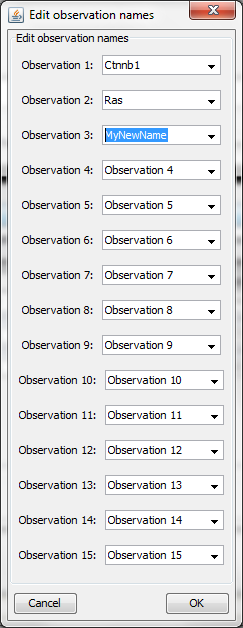 Edit observation names
Edit observation names
Observation 1: Ctnnb1
Observation 2: Ras
Observation 3: MyNewName
Observation 4: Observation 4
Observation 5: Observation 5
Observation 6: Observation 6
Observation 7: Observation 7
Observation 8: Observation 8
Observation 9: Observation 9
Observation 10: Observation 10
Observation 11: Observation 11
Observation 12: Observation 12
Observation 13: Observation 13
Observation 14: Observation 14
Observation 15: Observation 15
Cancel OK